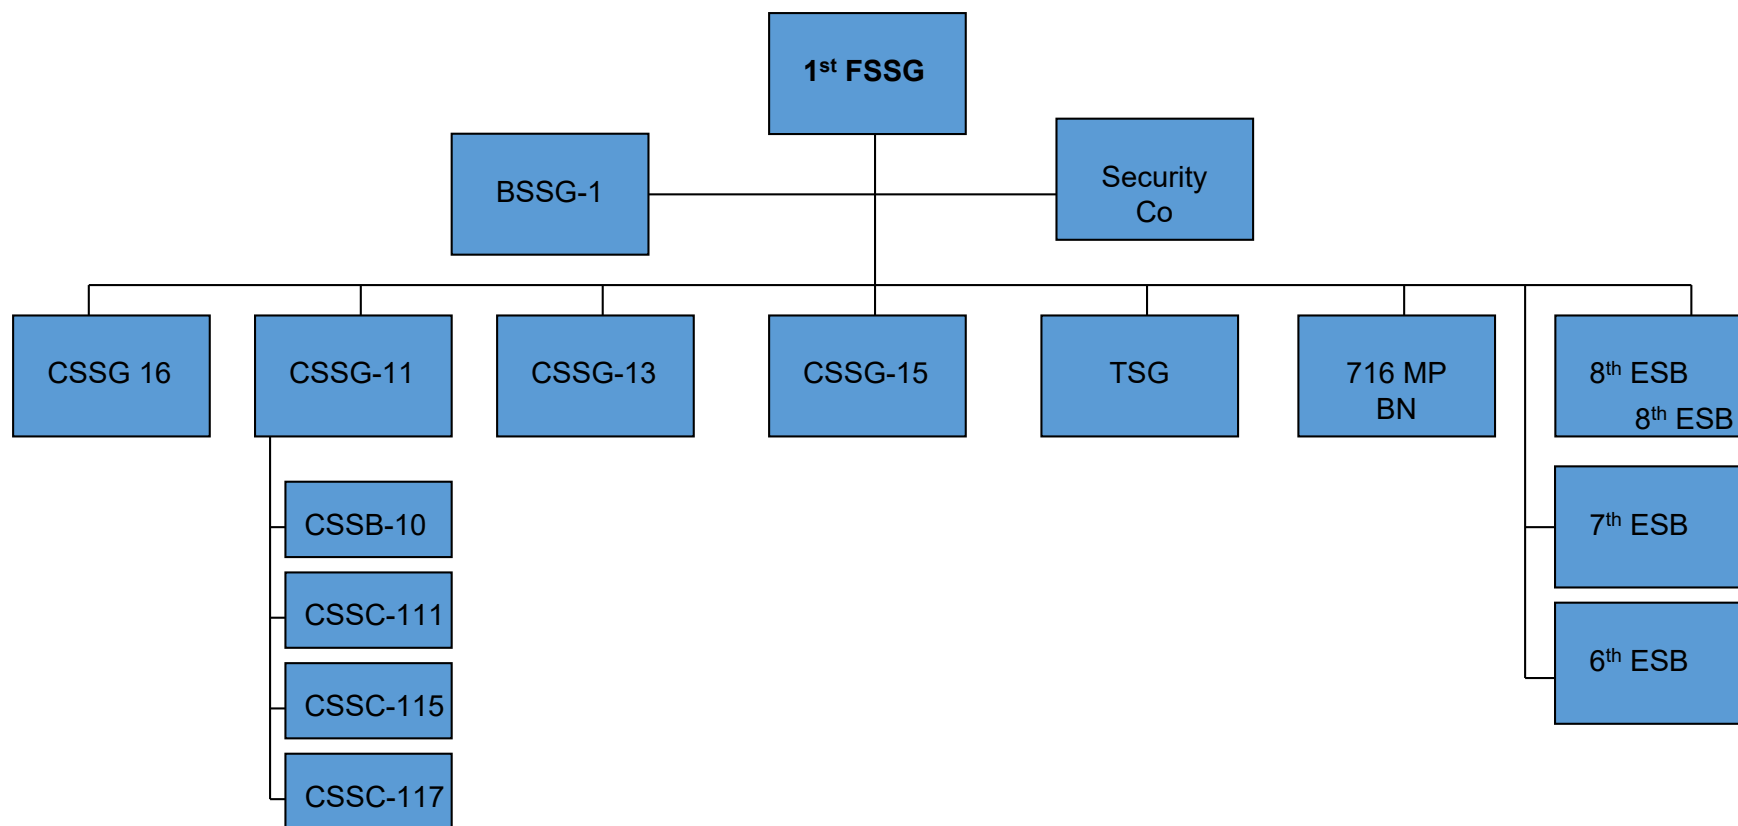 1st FSSG
BSSG-1
Security
Co
CSSG 16
CSSG-11
CSSG-13
CSSG-15
TSG
716 MP
BN
8th ESB
8th ESB
CSSB-10
CSSC-111
CSSC-115
CSSC-117
7th ESB
6th ESB